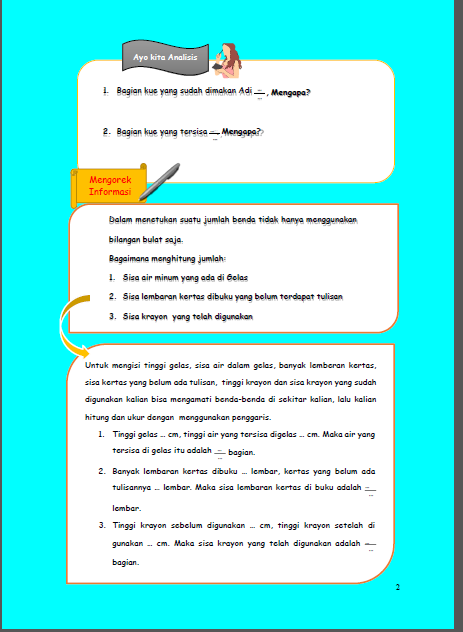 Ayo kita Analisis
1. Bagian kue yang sudah dimakan Adi ... / ... , Mengapa?
2. Bagian kue yang tersisa ... / ... , Mengapa?
Mengorek
Informasi
Dalam menetukan suatu jumlah benda tidak hanya menggunakan
bilangan bulat saja.
Bagaimana menghitung jumlah:
1. Sisa air minum yang ada di Gelas
2. Sisa lembaran kertas dibuku yang belum terdapat tulisan
3. Sisa krayon yang telah digunakan
Untuk mengisi tinggi gelas, sisa air dalam gelas, banyak lemberan kertas,
sisa kertas yang belum ada tulisan, tinggi krayon dan sisa krayon yang sudah
digunakan kalian bisa mengamati benda-benda di sekitar kalian, lalu kalian
hitung dan ukur dengan menggunakan penggaris.
1. Tinggi gelas ... cm, tinggi air yang tersisa digelas ... cm. Maka air yang
tersisa di gelas itu adalah ... / ... bagian.
2. Banyak lembaran kertas dibuku ... lembar, kertas yang belum ada
tulisannya ... lembar. Maka sisa lembaran kertas di buku adalah ... / ...
lembar.
3. Tinggi krayon sebelum digunakan ... cm, tinggi krayon setelah di
gunakan ... cm. Maka sisa krayon yang telah digunakan adalah ... / ...
bagian.
2